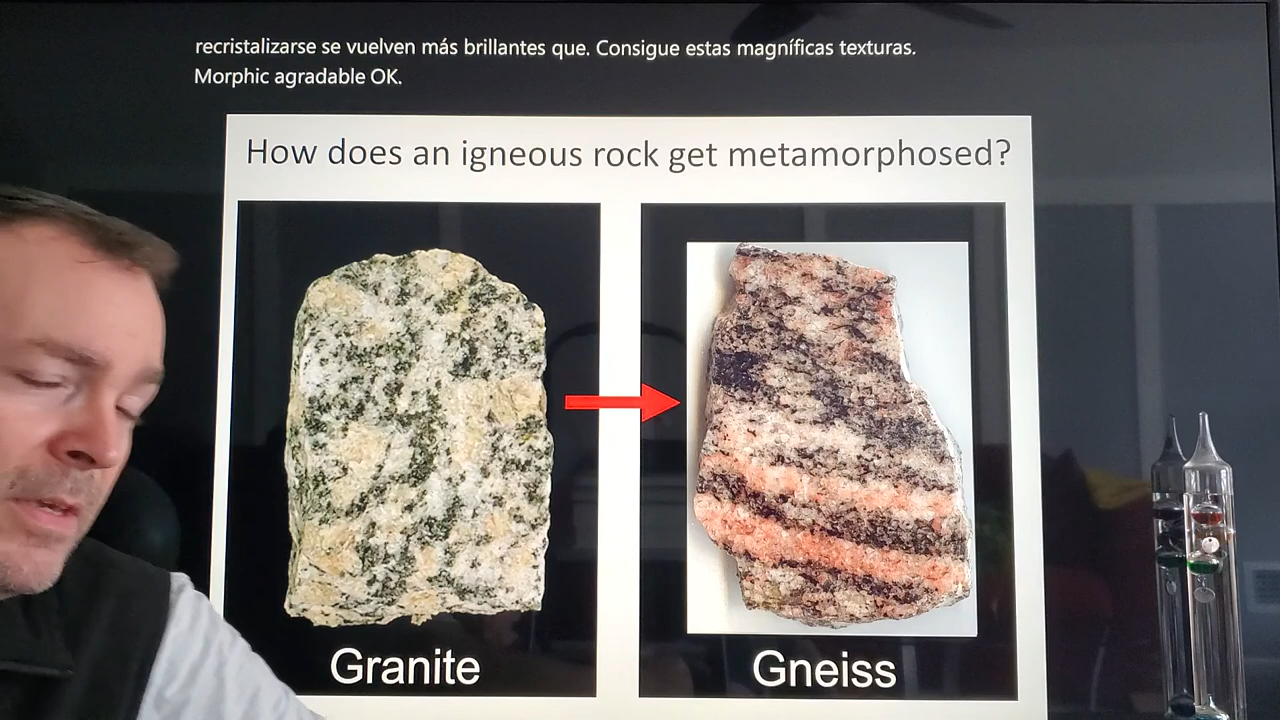 recristalizarse se vuelven más brillantes que. Consigue estas magníficas texturas.
Morphic agradable OK.
How does an igneous rock get metamorphosed?
Granite
Gneiss